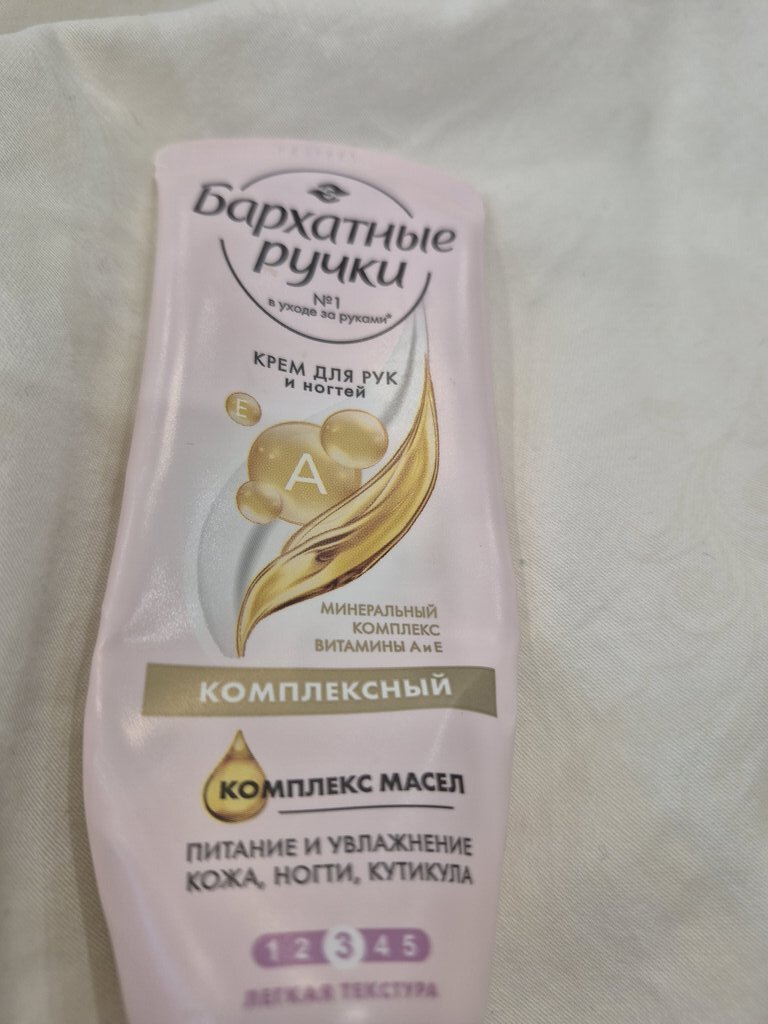 Бархатные
ручки
№1
в уходе за руками*
КРЕМ ДЛЯ РУК
и ногтей
E
A
МИНЕРАЛЬНЫЙ
КОМПЛЕКС
ВИТАМИНЫ А и Е
КОМПЛЕКСНЫЙ
КОМПЛЕКС МАСЕЛ
ПИТАНИЕ И УВЛАЖНЕНИЕ
КОЖА, НОГТИ, КУТИКУЛА
1 2 3 4 5
ЛЕГКАЯ ТЕКСТУРА